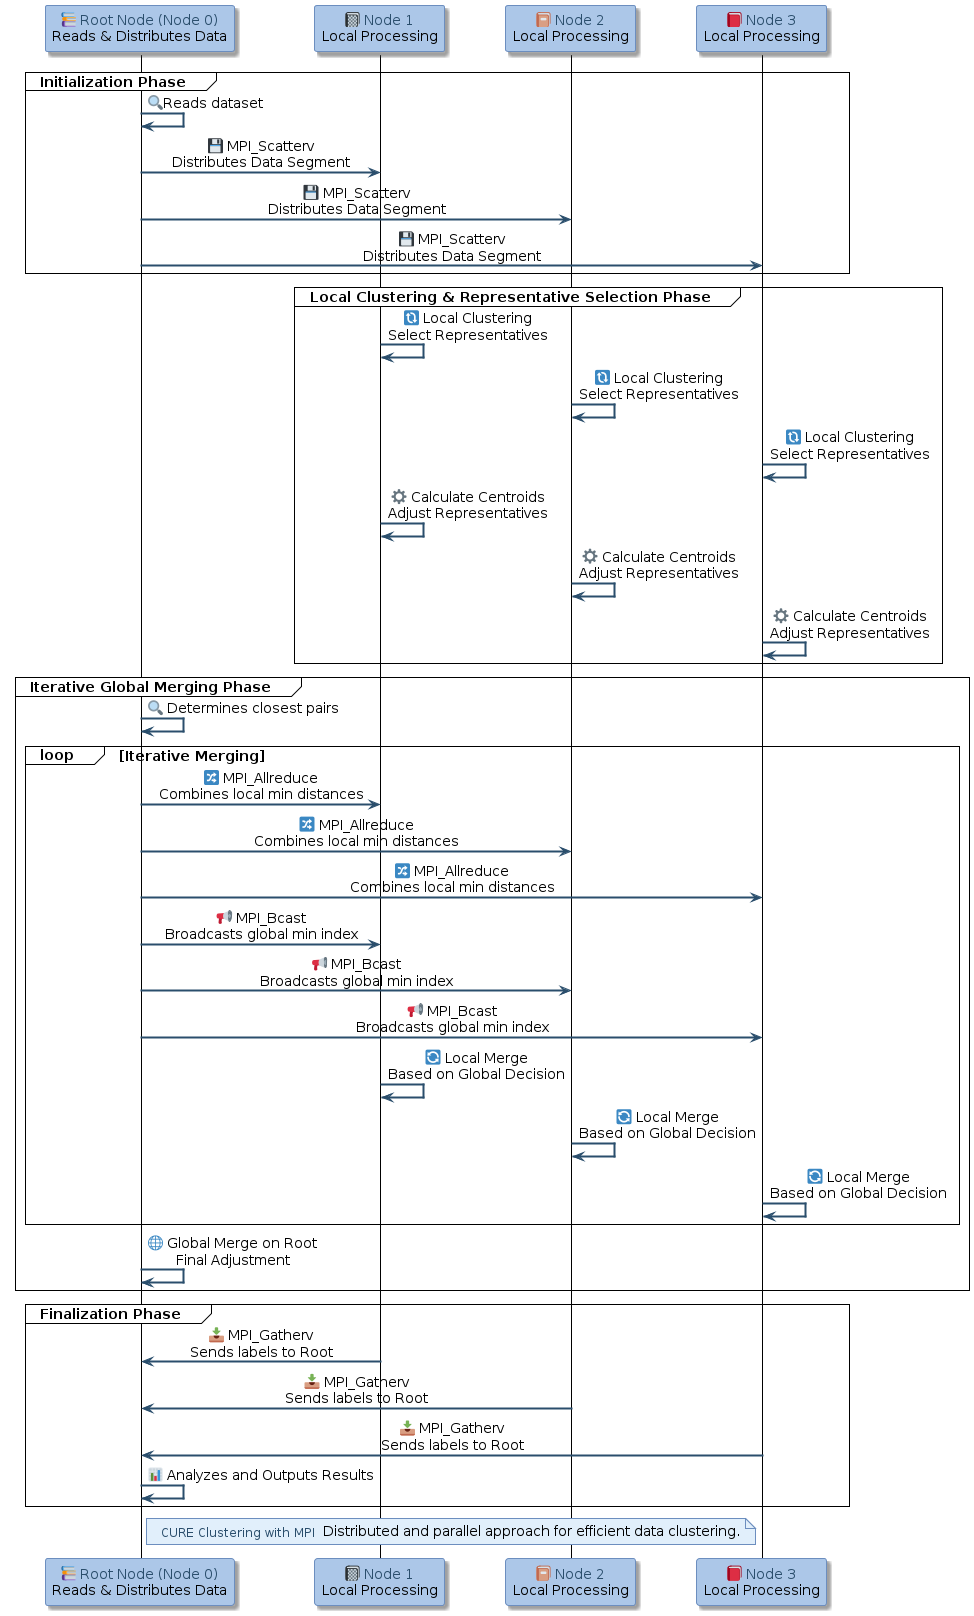 Root Node (Node 0)
Reads & Distributes Data
Node 1
Local Processing
Node 2
Local Processing
Node 3
Local Processing
Initialization Phase
Reads dataset
MPI_Scatterv
Distributes Data Segment
MPI_Scatterv
Distributes Data Segment
MPI_Scatterv
Distributes Data Segment
Local Clustering & Representative Selection Phase
Local Clustering
Select Representatives
Local Clustering
Select Representatives
Local Clustering
Select Representatives
Calculate Centroids
Adjust Representatives
Calculate Centroids
Adjust Representatives
Calculate Centroids
Adjust Representatives
Iterative Global Merging Phase
Determines closest pairs
loop [Iterative Merging]
MPI_Allreduce
Combines local min distances
MPI_Allreduce
Combines local min distances
MPI_Allreduce
Combines local min distances
MPI_Bcast
Broadcasts global min index
MPI_Bcast
Broadcasts global min index
MPI_Bcast
Broadcasts global min index
Local Merge
Based on Global Decision
Local Merge
Based on Global Decision
Local Merge
Based on Global Decision
Global Merge on Root
Final Adjustment
Finalization Phase
MPI_Gatherv
Sends labels to Root
MPI_Gatherv
Sends labels to Root
MPI_Gatherv
Sends labels to Root
Analyzes and Outputs Results
CURE Clustering with MPI Distributed and parallel approach for efficient data clustering.
Root Node (Node 0)
Reads & Distributes Data
Node 1
Local Processing
Node 2
Local Processing
Node 3
Local Processing